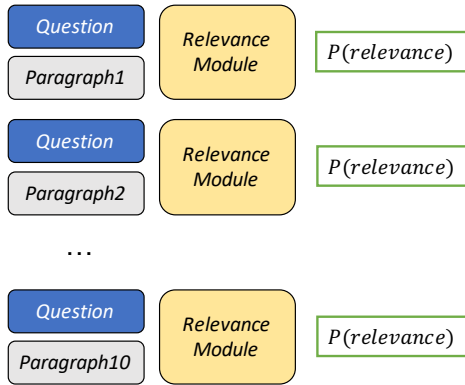 Question
Paragraph1
Relevance
Module
P(relevance)
Question
Paragraph2
Relevance
Module
P(relevance)
...
Question
Paragraph10
Relevance
Module
P(relevance)